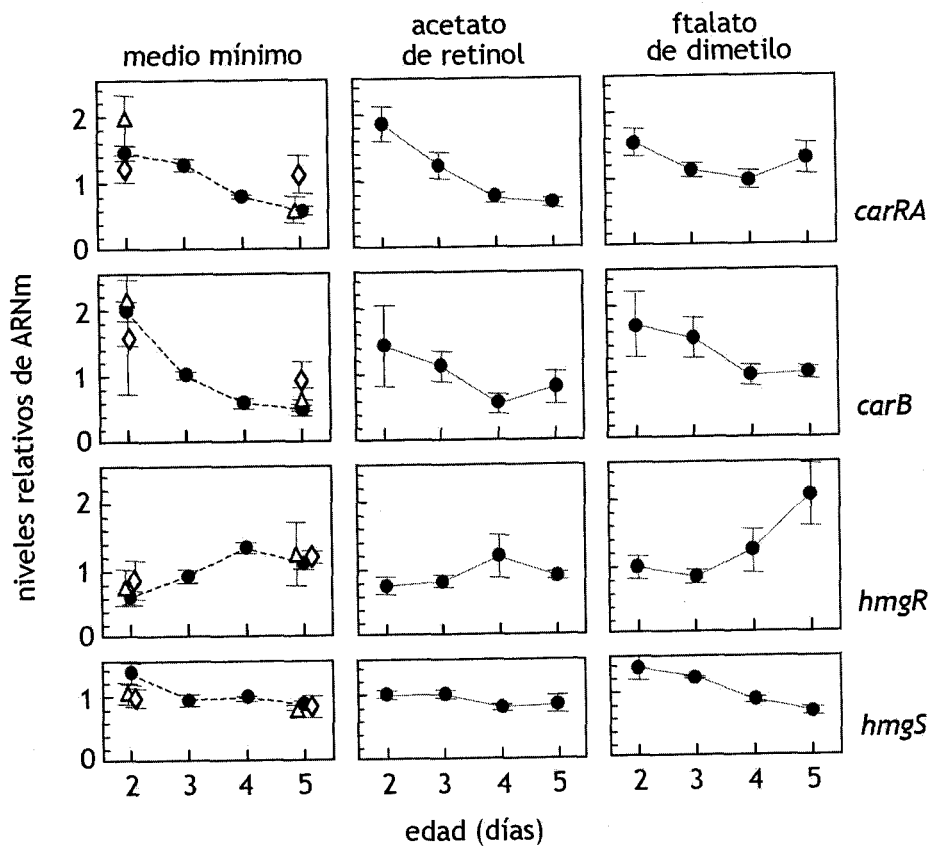 medio mínimo
acetato
de retinol
ftalato
de dimetilo
niveles relativos de ARNm
2
1
0
carRA
2
1
0
carB
2
1
0
hmgR
1
0
hmgS
2 3 4 5 2 3 4 5 2 3 4 5
edad (días)